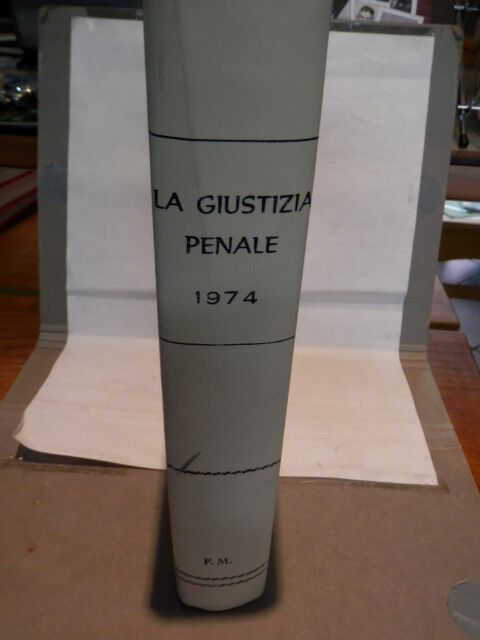 LA GIUSTIZIA
PENALE
1974
F. M.